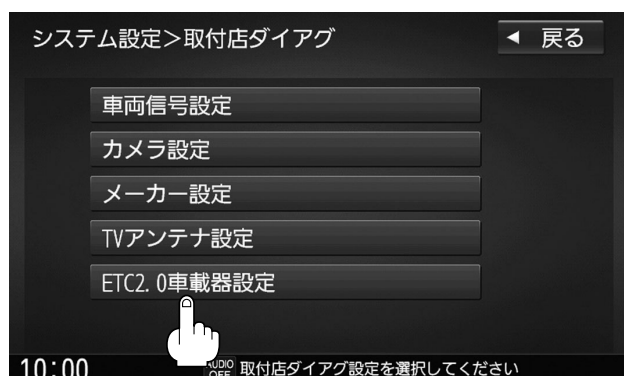 システム設定＞取付店ダイアグ
◀ 戻る
車両信号設定
カメラ設定
メーカー設定
TVアンテナ設定
ETC2.0車載器設定
10:00
AUDIO OFF 取付店ダイアグ設定を選択してください